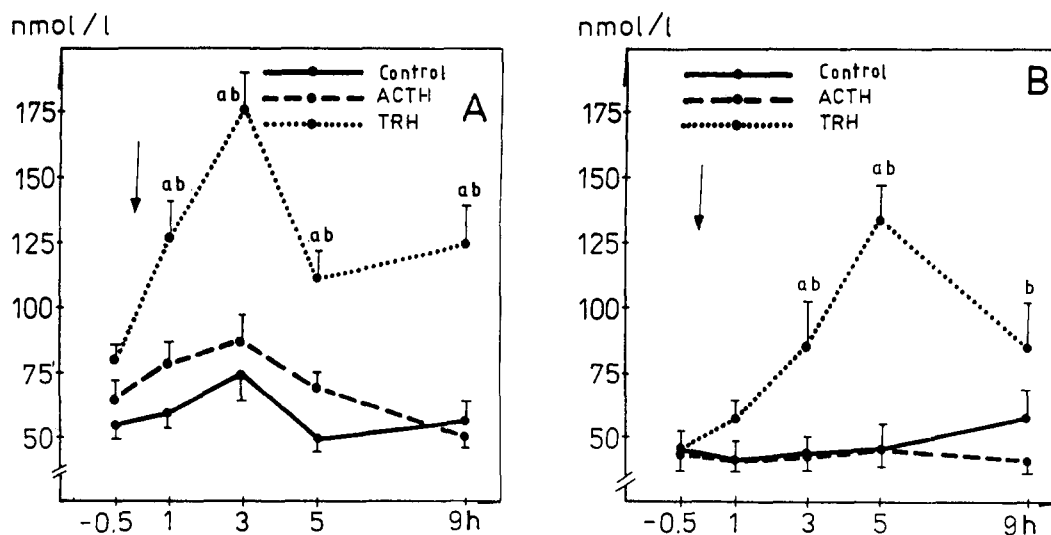 nmol/l
175
150
125
100
75
50
-0.5 1 3 5 9h
Control
ACTH
TRH
A
ab
ab
ab
ab
nmol/l
175
150
125
100
75
50
-0.5 1 3 5 9h
Control
ACTH
TRH
B
ab
ab
b